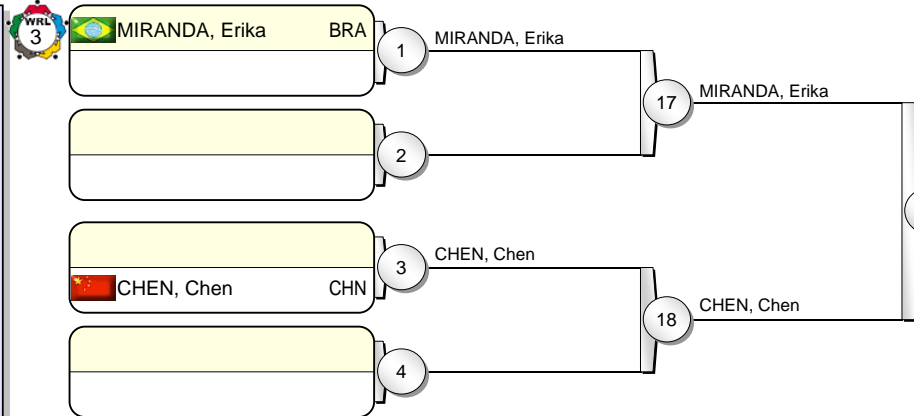 WRL
3
MIRANDA, Erika BRA
1
MIRANDA, Erika
17
MIRANDA, Erika
2
3
CHEN, Chen
CHEN, Chen CHN
18
CHEN, Chen
4